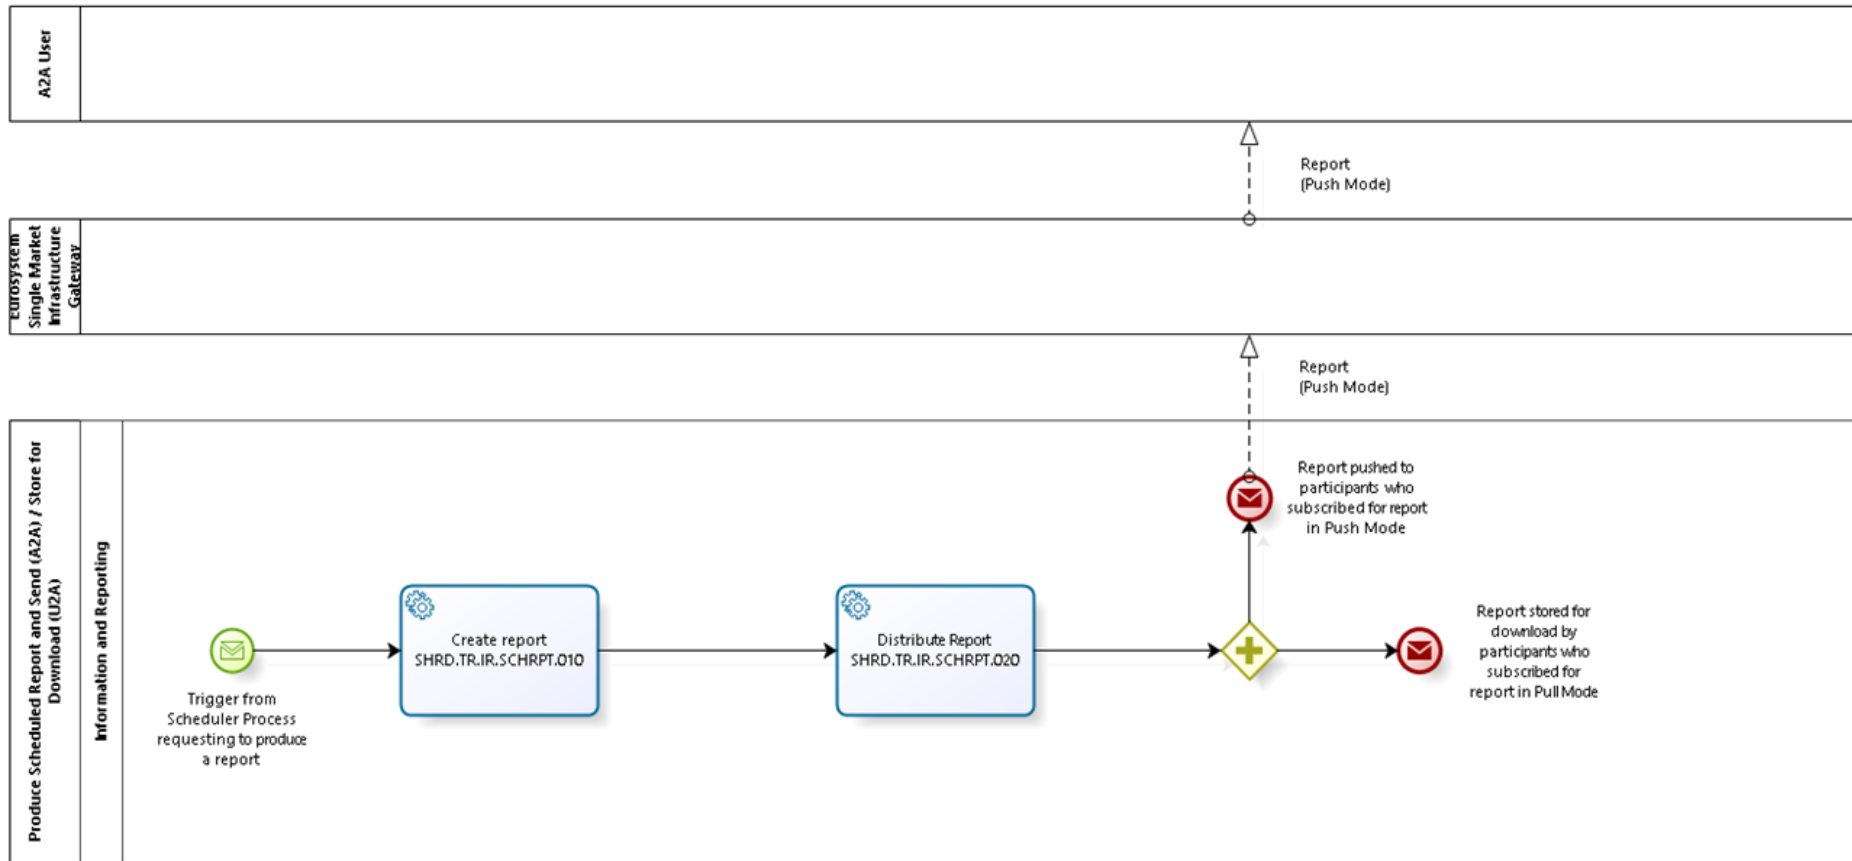 A2A User
Report
(Push Mode)
Eurosystem
Single Market
Infrastructure
Gateway
Report
(Push Mode)
Produce Scheduled Report and Send (A2A) / Store for
Download (U2A)
Information and Reporting
Report pushed to
participants who
subscribed for report
in Push Mode
Create report
SHRD.TR.IR.SCHRPT.010
Distribute Report
SHRD.TR.IR.SCHRPT.020
Report stored for
download by
participants who
subscribed for
report in Pull Mode
Trigger from
Scheduler Process
requesting to produce
a report